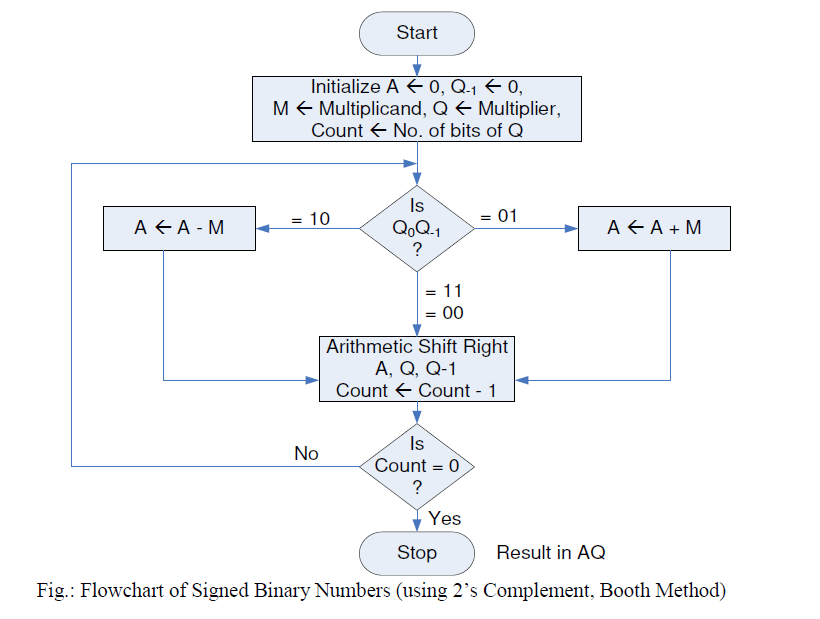 Start
Initialize A ← 0, Q₋₁ ← 0,
M ← Multiplicand, Q ← Multiplier,
Count ← No. of bits of Q
Is
Q₀Q₋₁
?
= 10
= 01
A ← A - M
A ← A + M
= 11
= 00
Arithmetic Shift Right
A, Q, Q-1
Count ← Count - 1
Is
Count = 0
?
No
Yes
Stop
Result in AQ
Fig.: Flowchart of Signed Binary Numbers (using 2’s Complement, Booth Method)